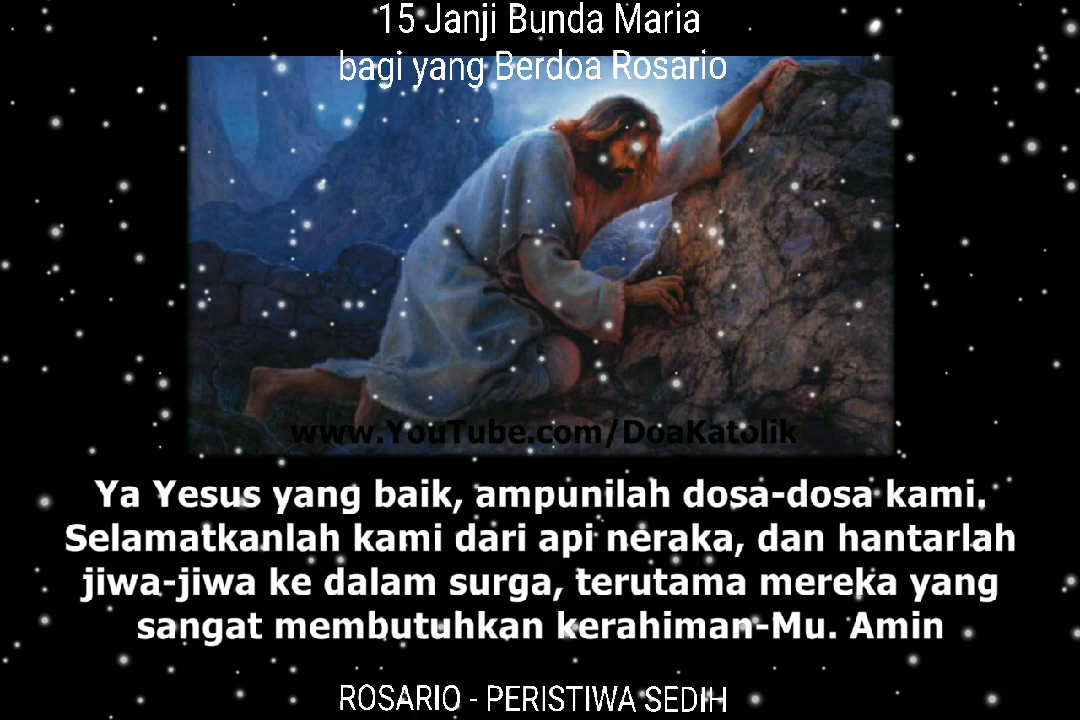 15 Janji Bunda Maria
bagi yang Berdoa Rosario
www.YouTube.com/DoaKatolik
Ya Yesus yang baik, ampunilah dosa-dosa kami.
Selamatkanlah kami dari api neraka, dan hantarlah
jiwa-jiwa ke dalam surga, terutama mereka yang
sangat membutuhkan kerahiman-Mu. Amin
ROSARIO - PERISTIWA SEDIH